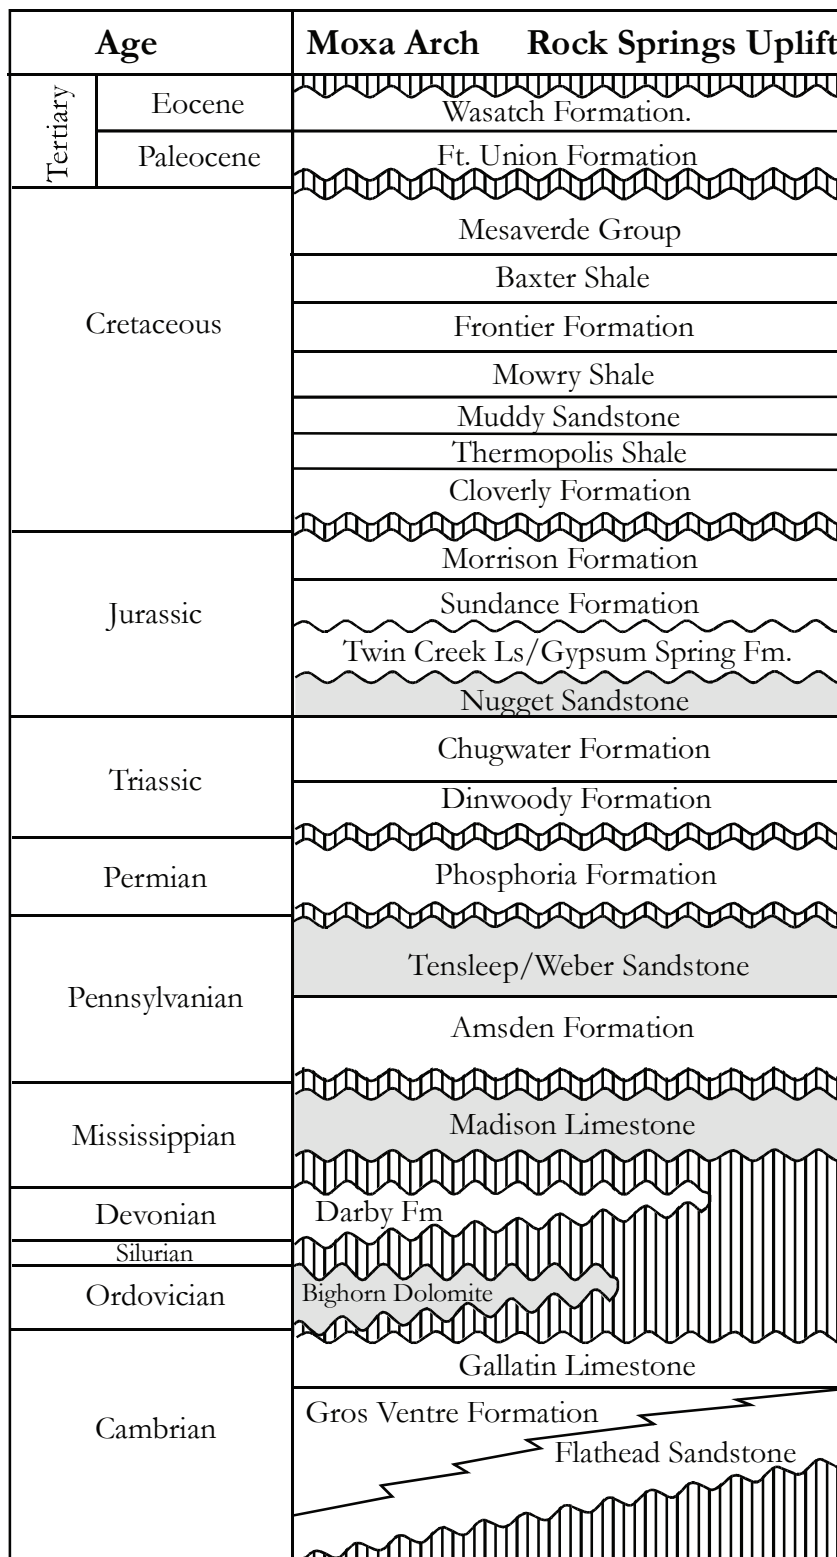 Age
Moxa Arch Rock Springs Uplift
Tertiary
Eocene
Wasatch Formation.
Paleocene
Ft. Union Formation
Cretaceous
Mesaverde Group
Baxter Shale
Frontier Formation
Mowry Shale
Muddy Sandstone
Thermopolis Shale
Cloverly Formation
Jurassic
Morrison Formation
Sundance Formation
Twin Creek Ls/Gypsum Spring Fm.
Nugget Sandstone
Triassic
Chugwater Formation
Dinwoody Formation
Permian
Phosphoria Formation
Pennsylvanian
Tensleep/Weber Sandstone
Amsden Formation
Mississippian
Madison Limestone
Devonian
Darby Fm
Silurian
Ordovician
Bighorn Dolomite
Cambrian
Gallatin Limestone
Gros Ventre Formation
Flathead Sandstone